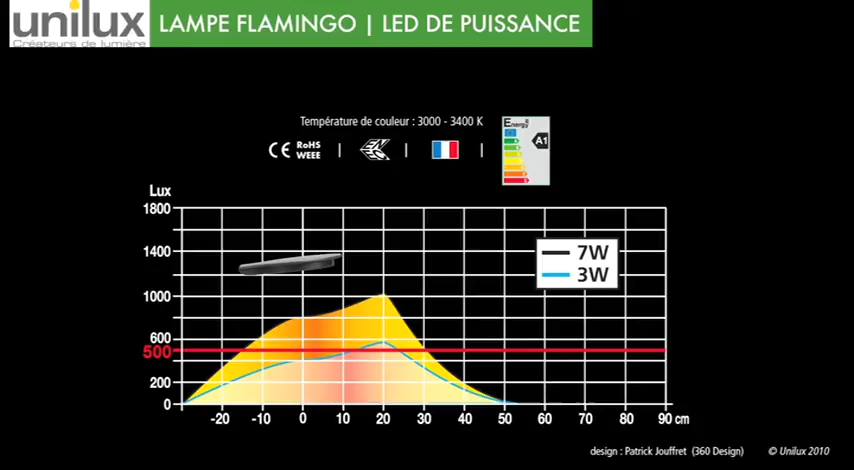 unilux
Créateurs de lumière
LAMPE FLAMINGO | LED DE PUISSANCE
Température de couleur : 3000 - 3400 K
CE
RoHS
WEEE
Energy
A1
Lux
1800
1400
1000
600
500
200
0
7W
3W
-20 -10 0 10 20 30 40 50 60 70 80 90 cm
design : Patrick Jouffret (360 Design)
© Unilux 2010